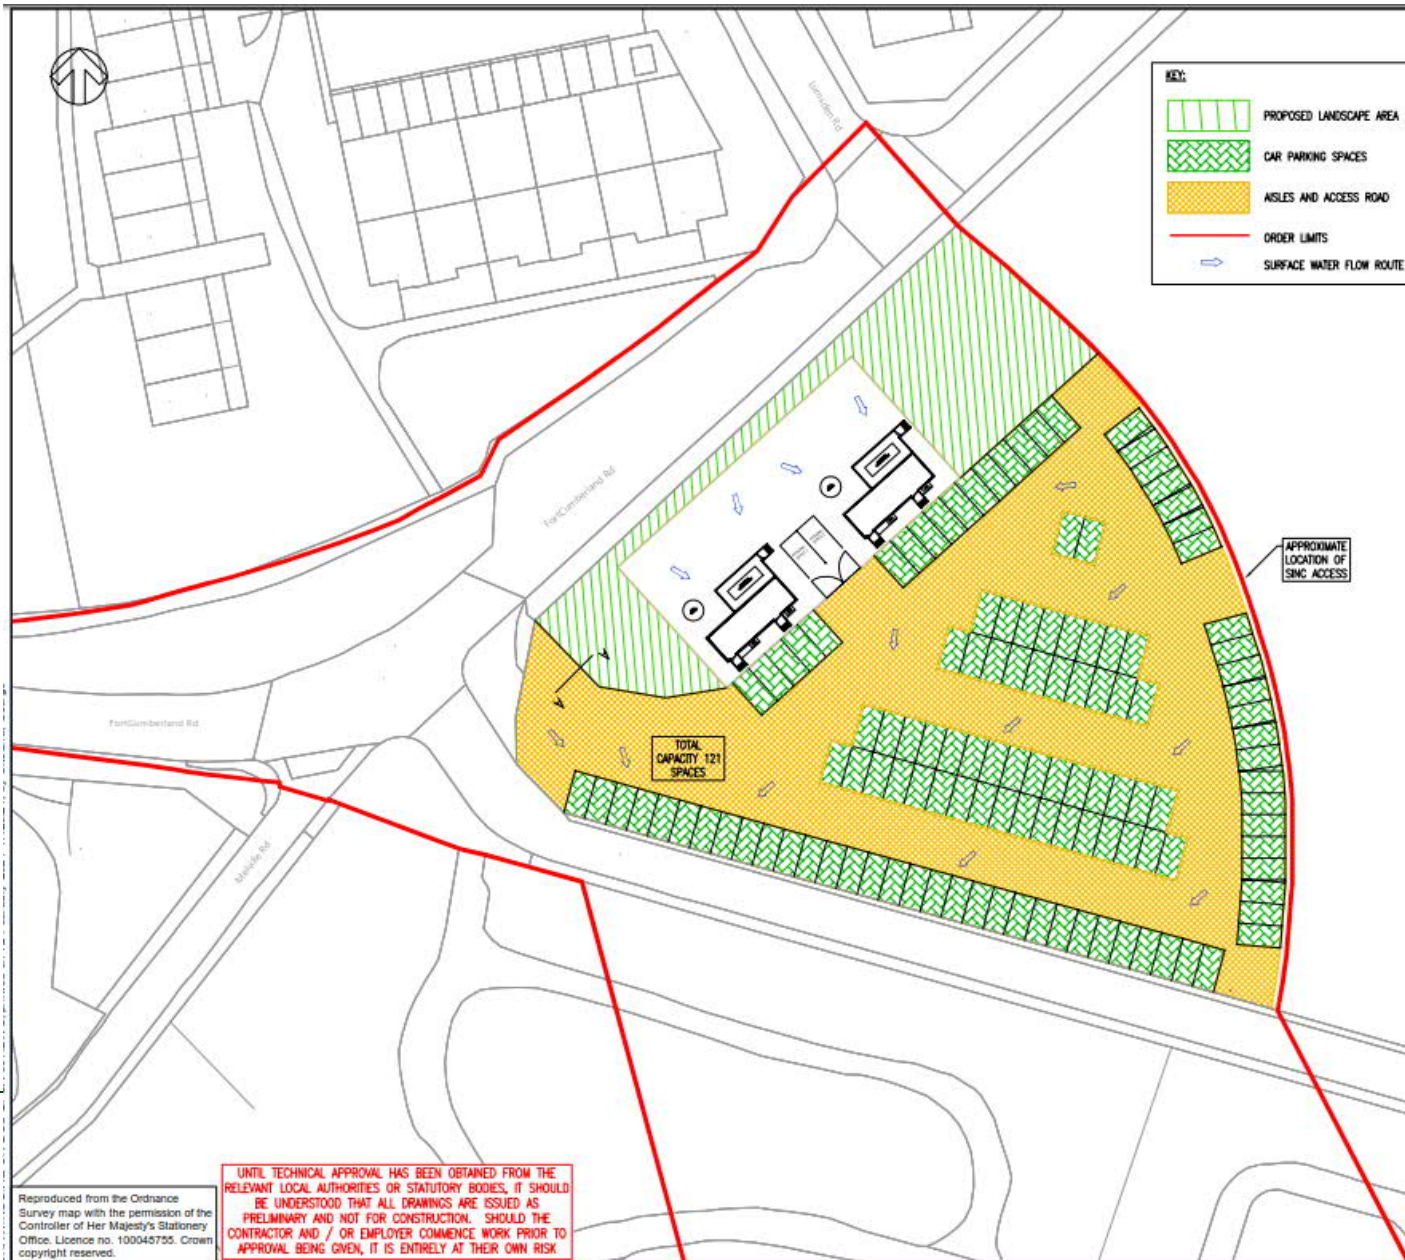 KEY:
PROPOSED LANDSCAPE AREA
CAR PARKING SPACES
AISLES AND ACCESS ROAD
ORDER LIMITS
SURFACE WATER FLOW ROUTE
Lumsden Rd
FortCumberland Rd
APPROXIMATE
LOCATION OF
SINC ACCESS
A
A
FortCumberland Rd
TOTAL
CAPACITY 121
SPACES
Melville Rd
UNTIL TECHNICAL APPROVAL HAS BEEN OBTAINED FROM THE
RELEVANT LOCAL AUTHORITIES OR STATUTORY BODIES, IT SHOULD
BE UNDERSTOOD THAT ALL DRAWINGS ARE ISSUED AS
PRELIMINARY AND NOT FOR CONSTRUCTION. SHOULD THE
CONTRACTOR AND / OR EMPLOYER COMMENCE WORK PRIOR TO
APPROVAL BEING GIVEN, IT IS ENTIRELY AT THEIR OWN RISK
Reproduced from the Ordnance
Survey map with the permission of the
Controller of Her Majesty's Stationery
Office. Licence no. 100045755. Crown
copyright reserved.